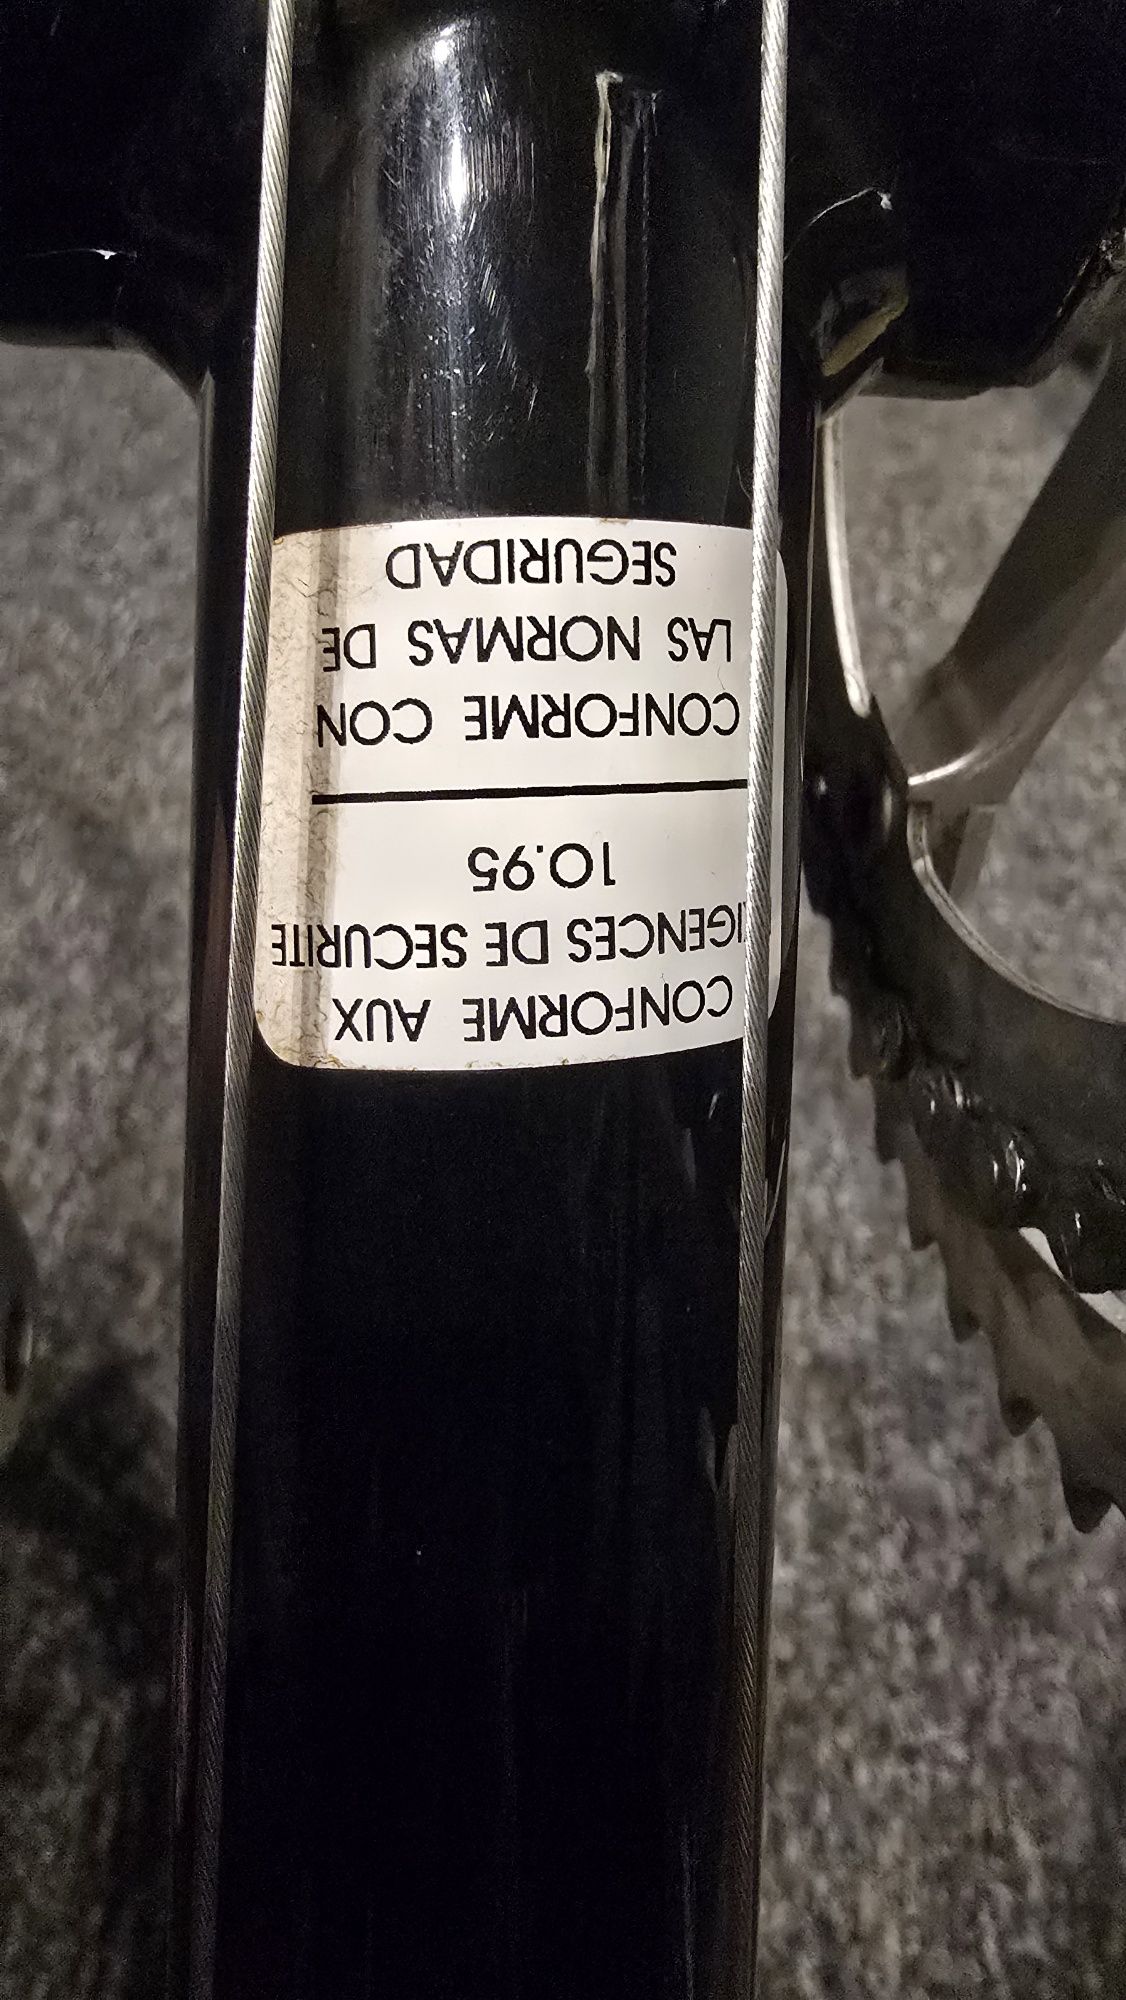 CONFORME AUX
IGENCES DE SECURITE
10.95
CONFORME CON
LAS NORMAS DE
SEGURIDAD